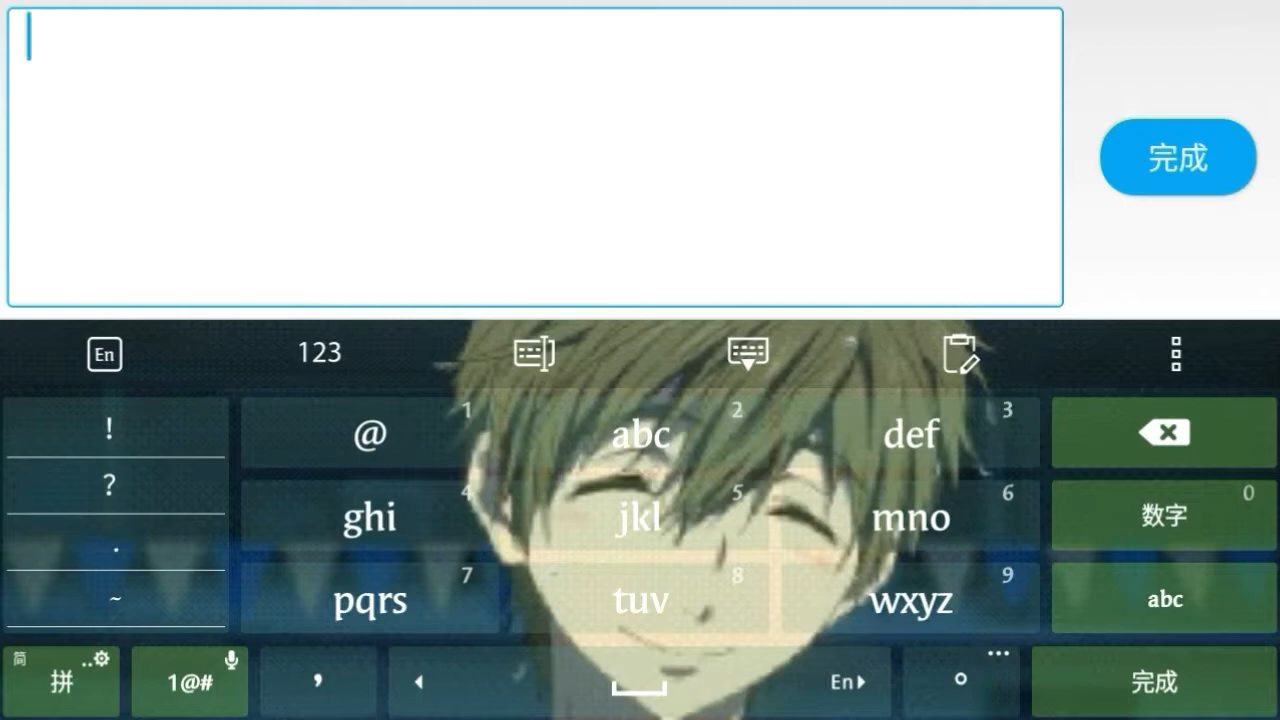 完成
En 123
! @ 1 abc 2 def 3
? ghi 4 jkl 5 mno 6 数字 0
. pqrs 7 tuv 8 wxyz 9 abc
~
简 拼 1@# , En 。 完成